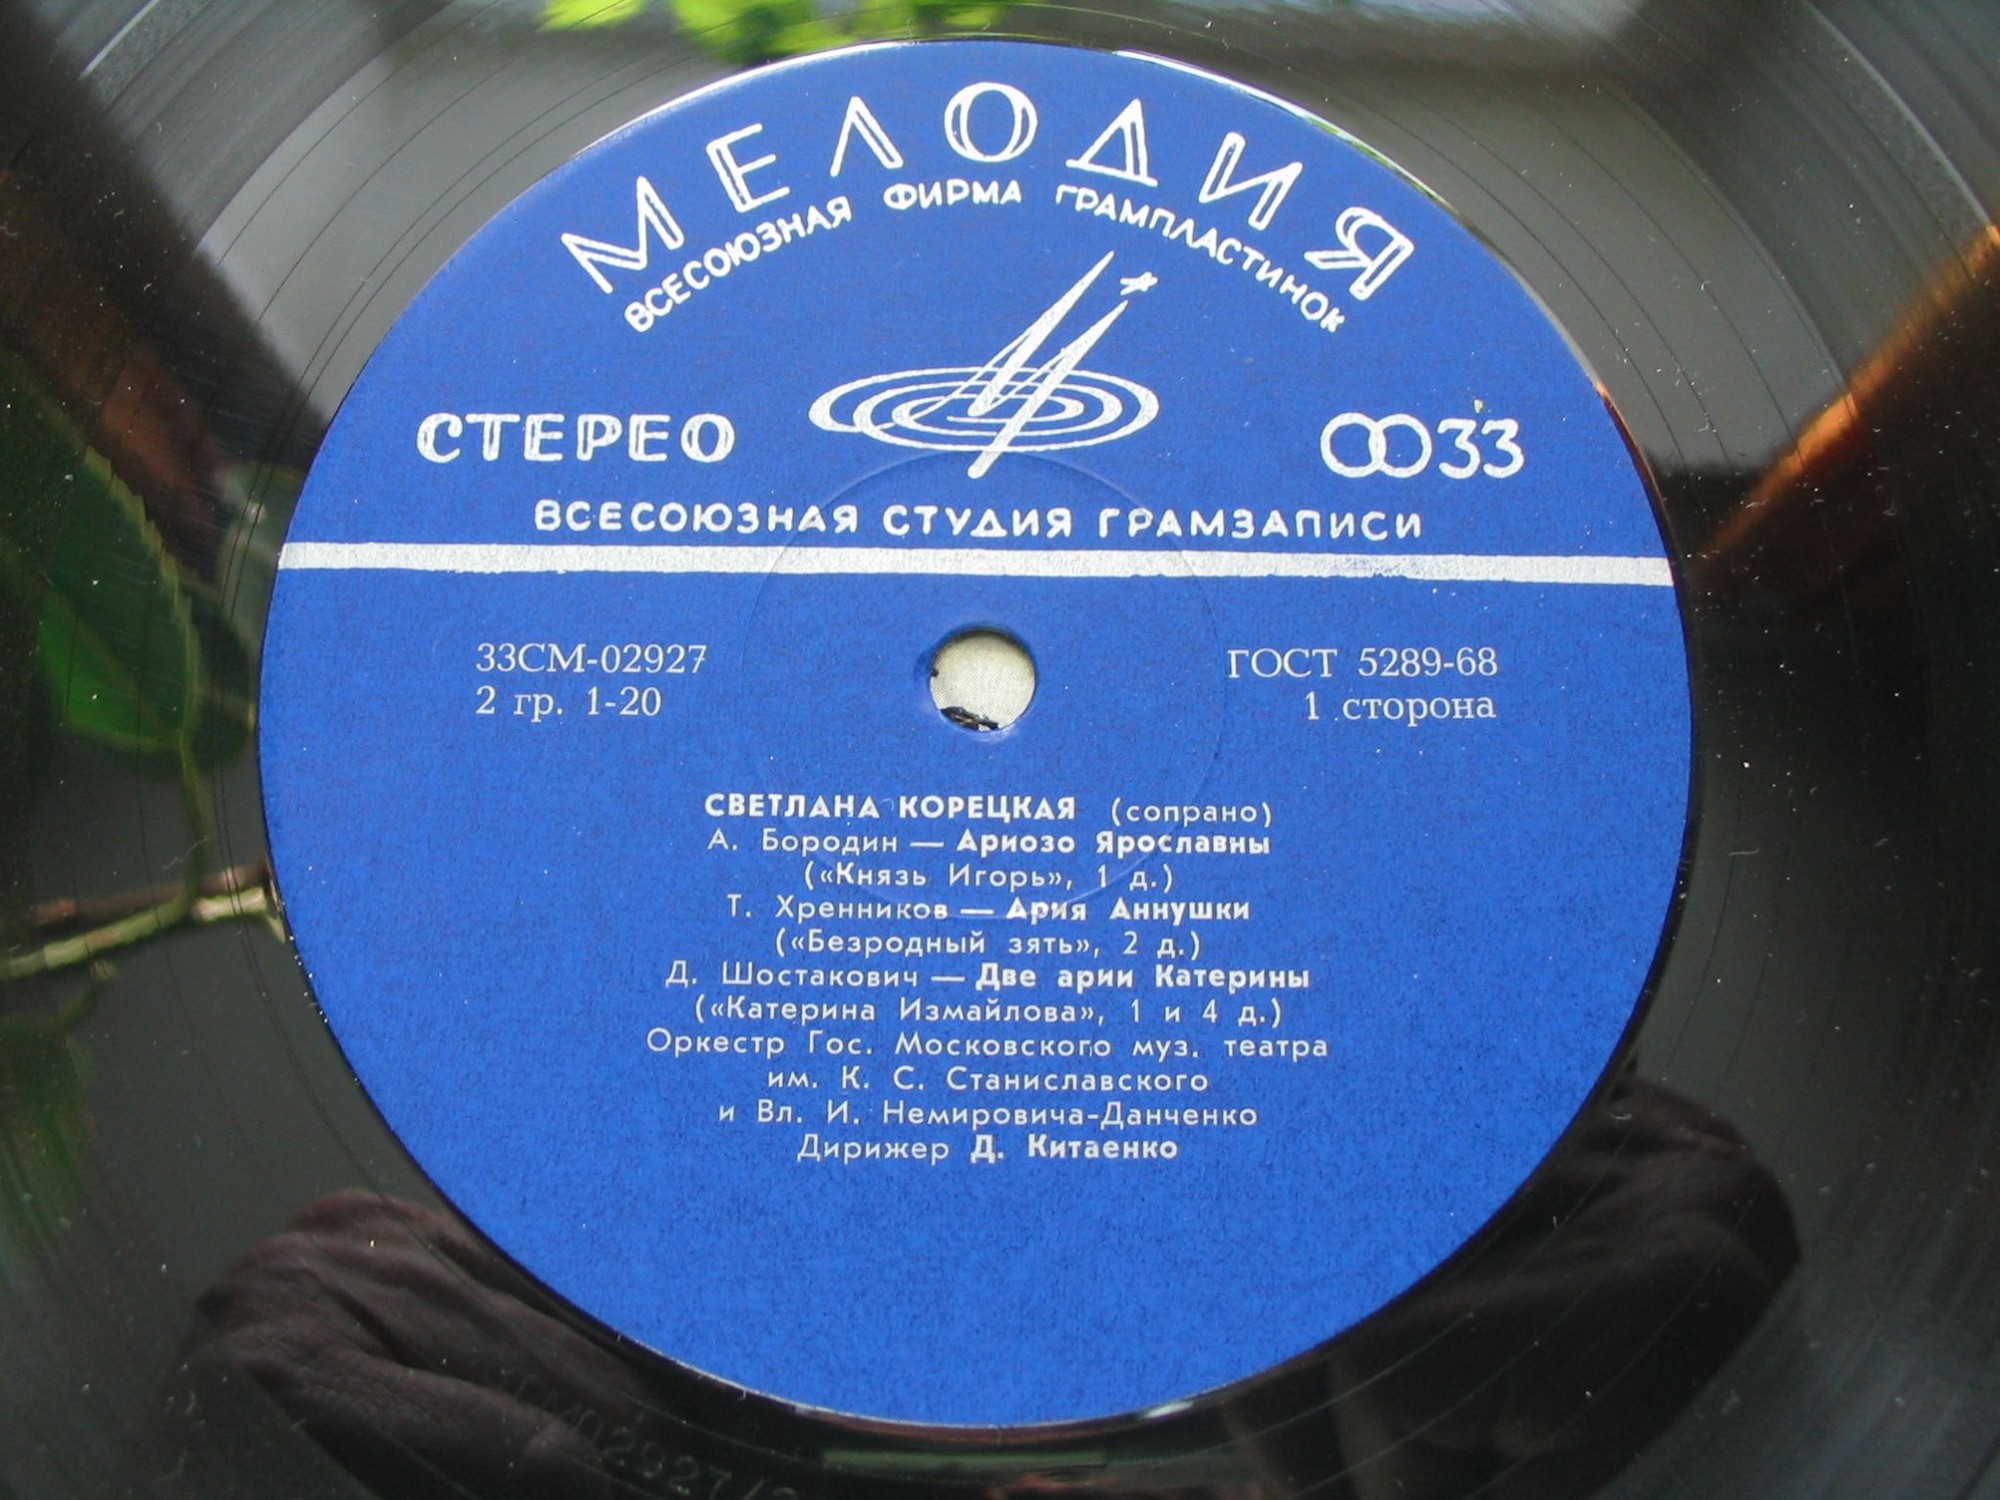 МЕЛОДИЯ
ВСЕСОЮЗНАЯ ФИРМА ГРАМПЛАСТИНОК
СТЕРЕО
33
ВСЕСОЮЗНАЯ СТУДИЯ ГРАМЗАПИСИ
33СМ-02927
2 гр. 1-20
ГОСТ 5289-68
1 сторона
СВЕТЛАНА КОРЕЦКАЯ (сопрано)
А. Бородин — Ариозо Ярославны
(«Князь Игорь», 1 д.)
Т. Хренников — Ария Аннушки
(«Безродный зять», 2 д.)
Д. Шостакович — Две арии Катерины
(«Катерина Измайлова», 1 и 4 д.)
Оркестр Гос. Московского муз. театра
им. К. С. Станиславского
и Вл. И. Немировича-Данченко
Дирижер Д. Китаенко